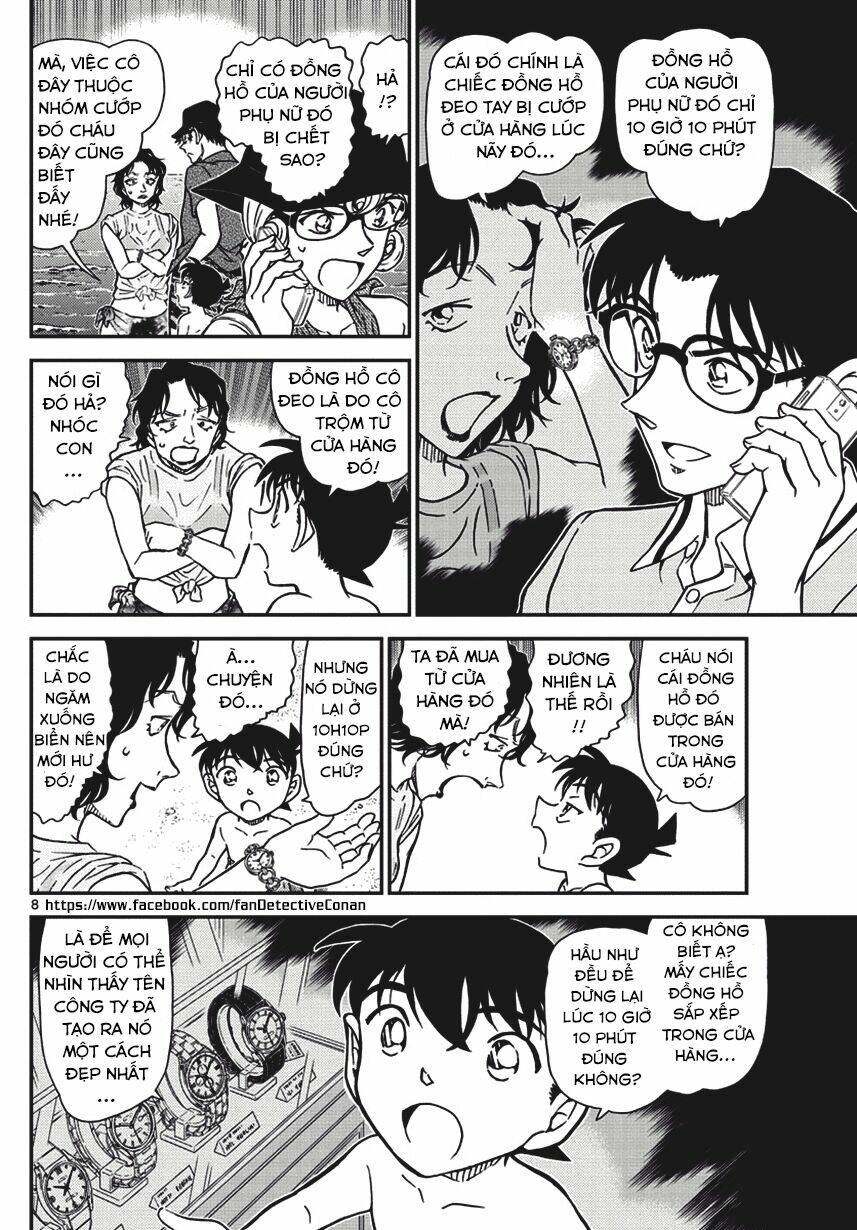 ĐỒNG HỒ
CỦA NGƯỜI
PHỤ NỮ ĐÓ CHỈ
10 GIỜ 10 PHÚT
ĐÚNG CHỨ?
CÁI ĐÓ CHÍNH LÀ
CHIẾC ĐỒNG HỒ
ĐEO TAY BỊ CƯỚP
Ở CỬA HÀNG LÚC
NÃY ĐÓ...
HẢ
!?
CHỈ CÓ ĐỒNG
HỒ CỦA NGƯỜI
PHỤ NỮ ĐÓ
BỊ CHẾT
SAO?
MÀ, VIỆC CÔ
ĐÂY THUỘC
NHÓM CƯỚP
ĐÓ CHÁU
ĐÂY CŨNG
BIẾT
ĐẤY
NHÉ!
ĐỒNG HỒ CÔ
ĐEO LÀ DO CÔ
TRỘM TỪ
CỬA HÀNG
ĐÓ!
NÓI GÌ
ĐÓ HẢ?
NHÓC
CON
...
CHÁU NÓI
CÁI ĐỒNG
HỒ ĐÓ
ĐƯỢC BÁN
TRONG
CỬA HÀNG
ĐÓ!
ĐƯƠNG
NHIÊN LÀ
THẾ RỒI
!!
TA ĐÃ MUA
TỪ CỬA
HÀNG ĐÓ
MÀ!
NHƯNG
NÓ DỪNG
LẠI Ở
10H10P
ĐÚNG
CHỨ?
À...
CHUYỆN
ĐÓ...
CHẮC
LÀ DO
NGÂM
XUỐNG
BIỂN NÊN
MỚI HƯ
ĐÓ!
8 https://www.facebook.com/fanDetectiveConan
CÔ KHÔNG
BIẾT Ạ?
MẤY CHIẾC
ĐỒNG HỒ
SẮP XẾP
TRONG CỬA
HÀNG...
HẦU NHƯ
ĐỀU ĐỂ
DỪNG LẠI
LÚC 10 GIỜ
10 PHÚT
ĐÚNG
KHÔNG?
LÀ ĐỂ MỌI
NGƯỜI CÓ THỂ
NHÌN THẤY TÊN
CÔNG TY ĐÃ
TẠO RA NÓ
MỘT CÁCH
ĐẸP NHẤT
...